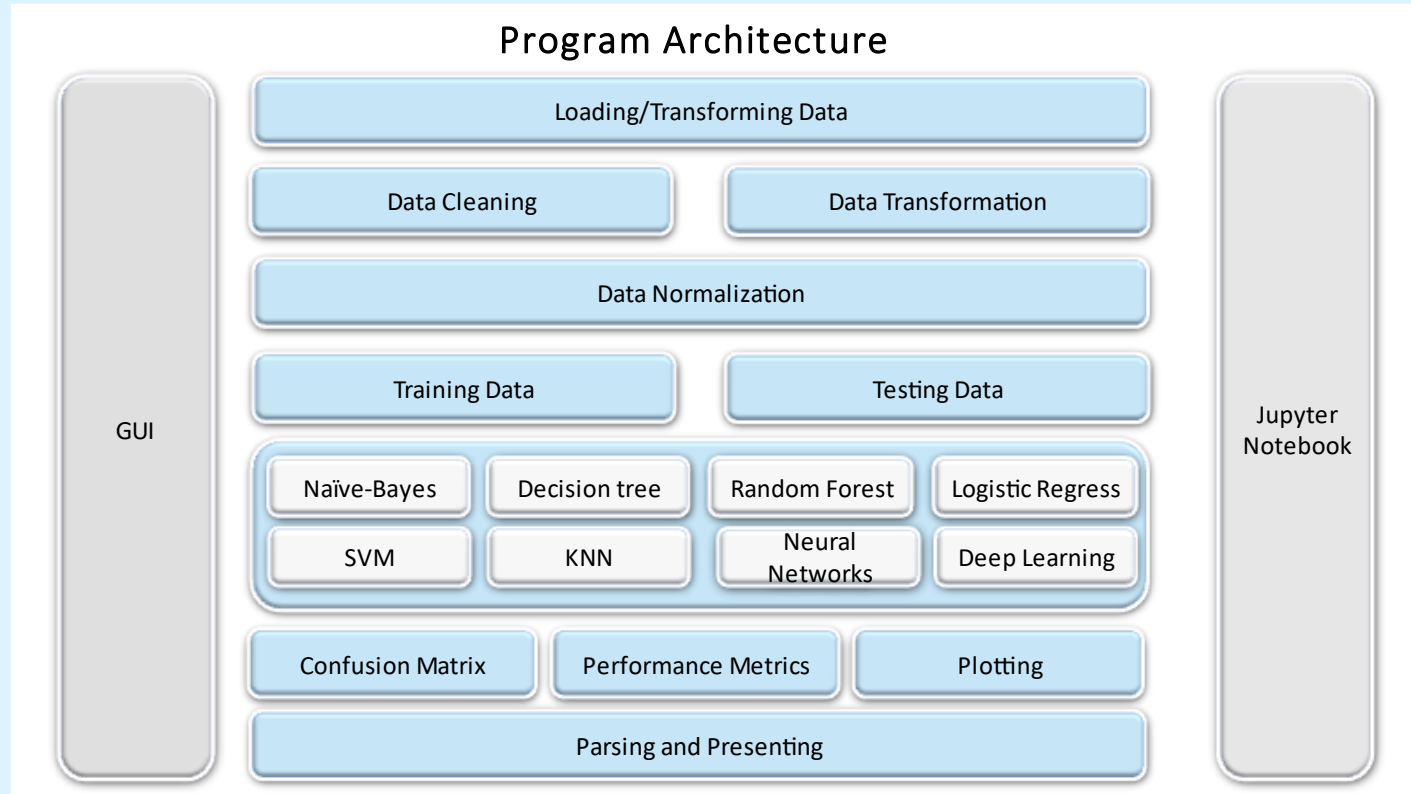 Program Architecture
Loading/Transforming Data
Data Cleaning
Data Transformation
Data Normalization
Training Data
Testing Data
GUI
Jupyter
Notebook
Naïve-Bayes
Decision tree
Random Forest
Logistic Regress
SVM
KNN
Neural
Networks
Deep Learning
Confusion Matrix
Performance Metrics
Plotting
Parsing and Presenting